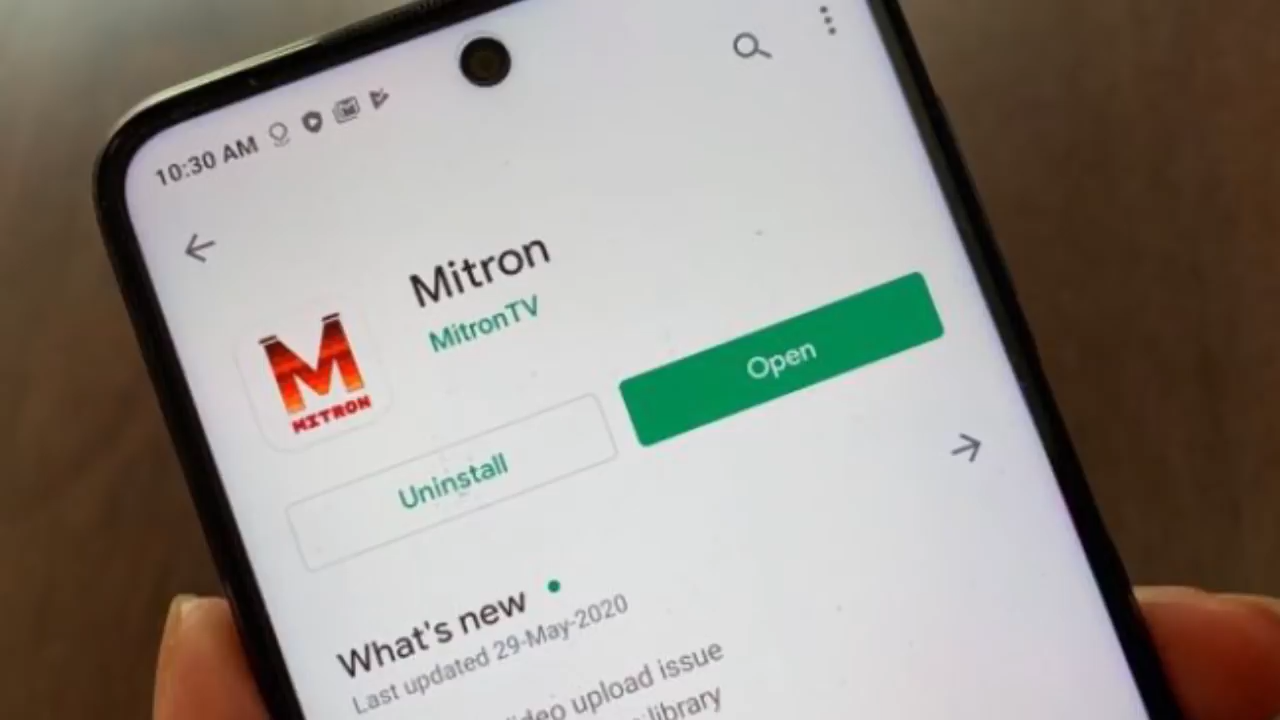 10:30 AM
Mitron
MitronTV
M
MITRON
Uninstall
Open
What's new
Last updated 29-May-2020
video upload issue
library